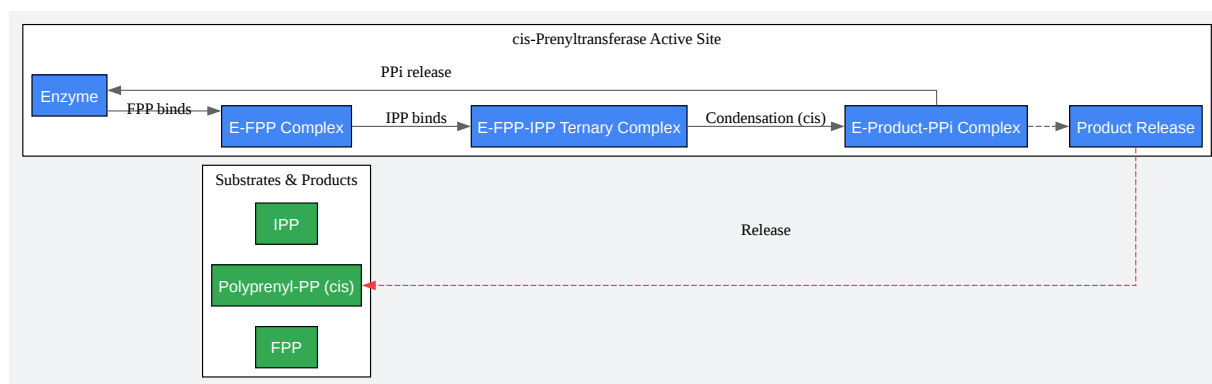 cis-Prenyltransferase Active Site
PPi release
Enzyme
FPP binds
E-FPP Complex
IPP binds
E-FPP-IPP Ternary Complex
Condensation (cis)
E-Product-PPi Complex
Product Release
Substrates & Products
IPP
Release
Polyprenyl-PP (cis)
FPP